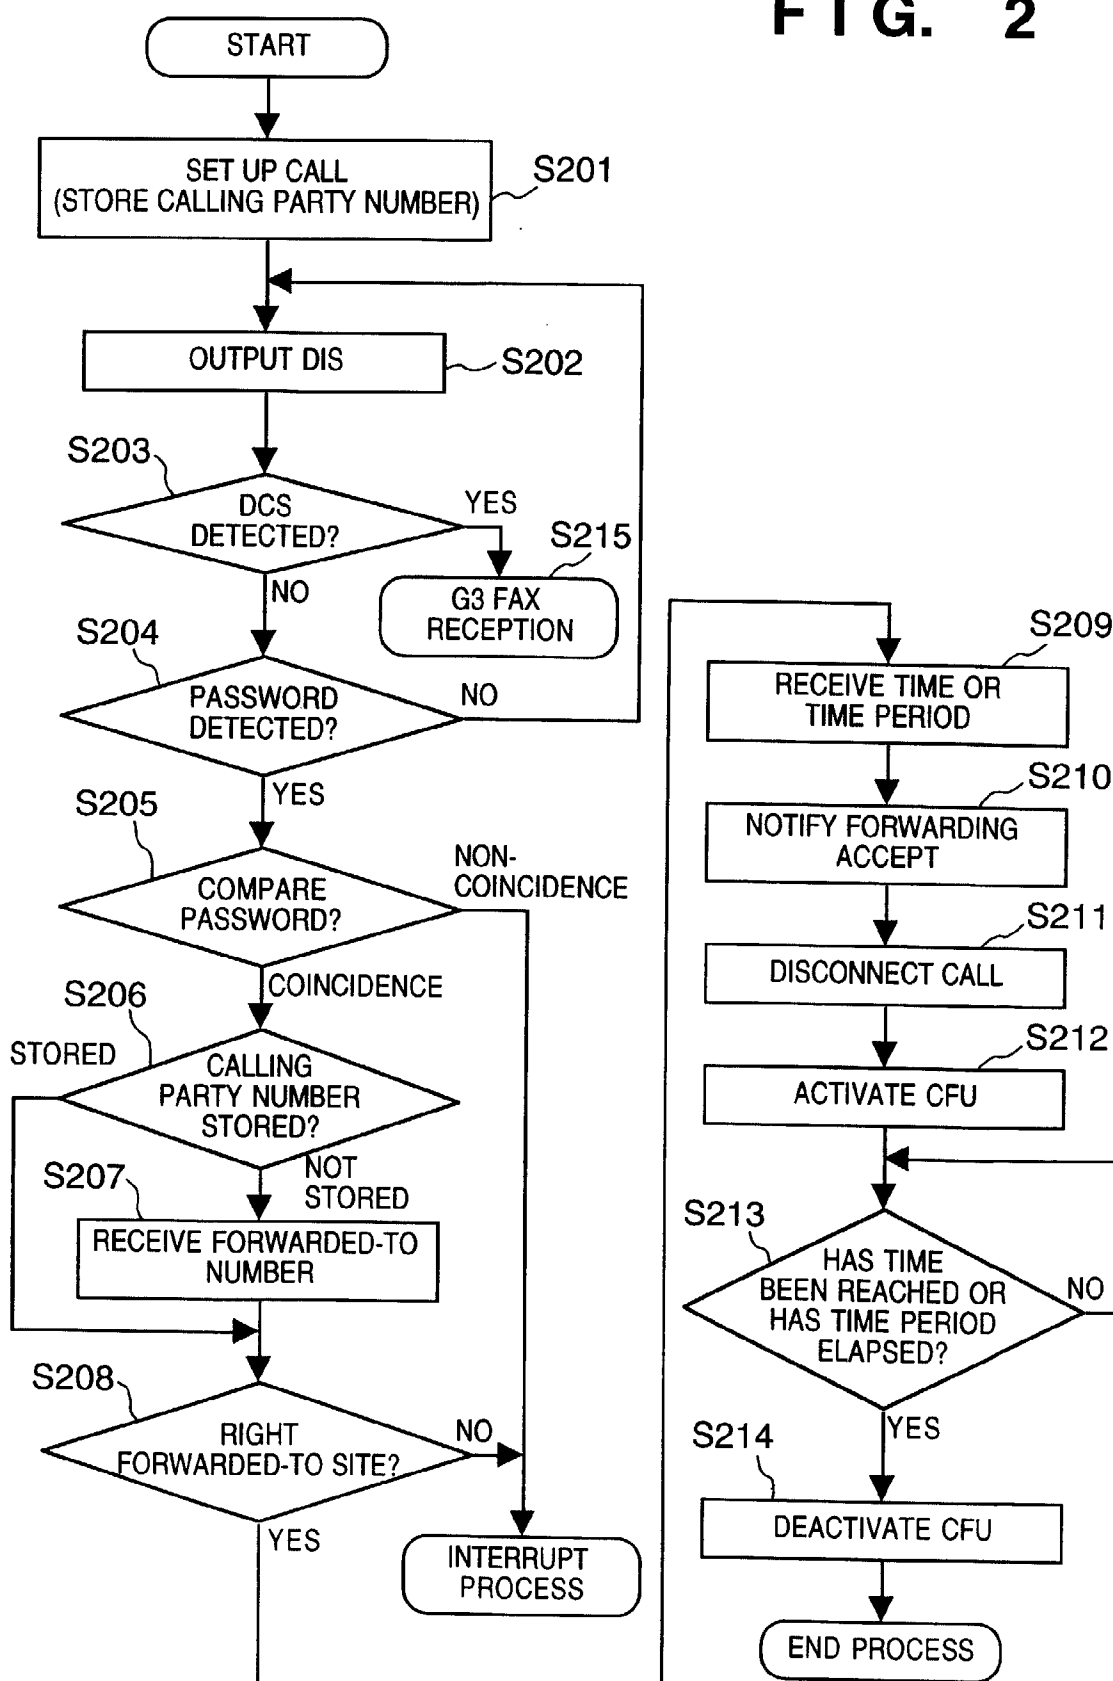 FIG. 2
START
SET UP CALL
(STORE CALLING PARTY NUMBER)
S201
OUTPUT DIS
S202
S203
DCS
DETECTED?
YES
S215
G3 FAX
RECEPTION
NO
S204
PASSWORD
DETECTED?
NO
YES
S205
COMPARE
PASSWORD?
NON-
COINCIDENCE
COINCIDENCE
S206
STORED
CALLING
PARTY NUMBER
STORED?
NOT
STORED
S207
RECEIVE FORWARDED-TO
NUMBER
S208
RIGHT
FORWARDED-TO SITE?
NO
YES
INTERRUPT
PROCESS
S209
RECEIVE TIME OR
TIME PERIOD
S210
NOTIFY FORWARDING
ACCEPT
S211
DISCONNECT CALL
S212
ACTIVATE CFU
S213
HAS TIME
BEEN REACHED OR
HAS TIME PERIOD
ELAPSED?
NO
YES
S214
DEACTIVATE CFU
END PROCESS